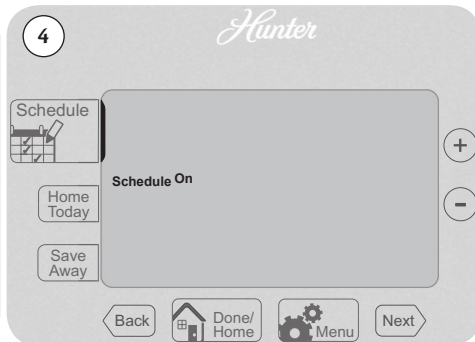 4
Hunter
Schedule
+
Schedule On
Home
Today
-
Save
Away
Back
Done/
Home
Menu
Next